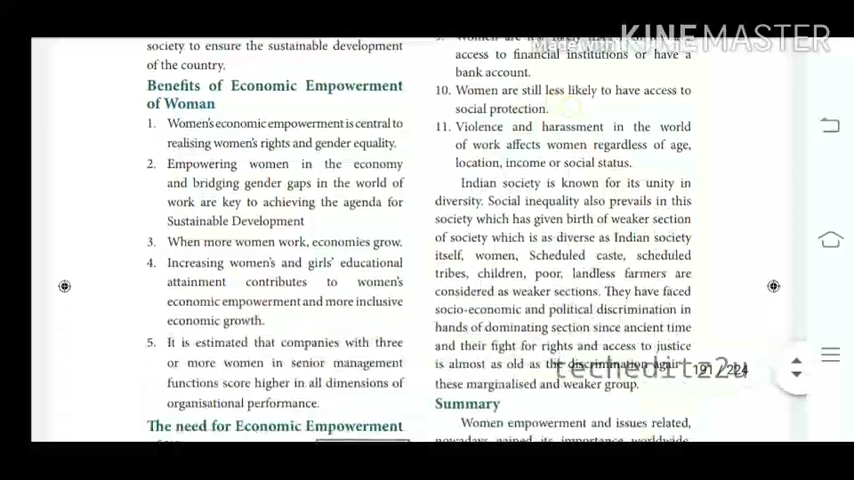 society to ensure the sustainable development
of the country.
Benefits of Economic Empowerment
of Woman
1. Women's economic empowerment is central to
realising women's rights and gender equality.
2. Empowering women in the economy
and bridging gender gaps in the world of
work are key to achieving the agenda for
Sustainable Development
3. When more women work, economies grow.
4. Increasing women's and girls' educational
attainment contributes to women's
economic empowerment and more inclusive
economic growth.
5. It is estimated that companies with three
or more women in senior management
functions score higher in all dimensions of
organisational performance.
The need for Economic Empowerment
Women are
access to financial institutions or have a
bank account.
10. Women are still less likely to have access to
social protection.
11. Violence and harassment in the world
of work affects women regardless of age,
location, income or social status.
Indian society is known for its unity in
diversity. Social inequality also prevails in this
society which has given birth of weaker section
of society which is as diverse as Indian society
itself, women, Scheduled caste, scheduled
tribes, children, poor, landless farmers are
considered as weaker sections. They have faced
socio-economic and political discrimination in
hands of dominating section since ancient time
and their fight for rights and access to justice
is almost as old as the discrimination
these marginalised and weaker group.
Summary
Women empowerment and issues related,
nowadays gained its importance worldwide.
Made with KINEMASTER
techeditz2u
191 / 224